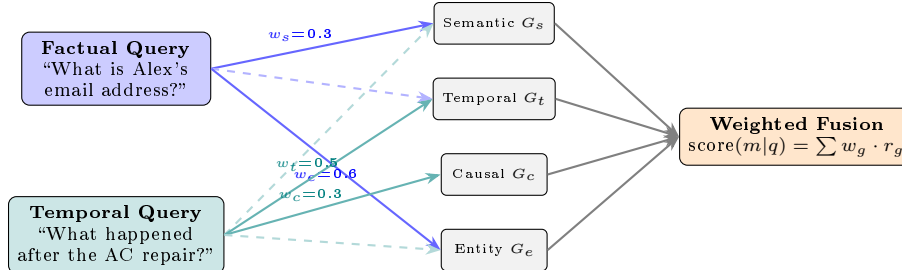 Factual Query
“What is Alex’s
email address?”
Temporal Query
“What happened
after the AC repair?”
w_s=0.3
w_t=0.5
w_e=0.6
w_c=0.3
Semantic G_s
Temporal G_t
Causal G_c
Entity G_e
Weighted Fusion
score(m|q) = ∑ w_g · r_g